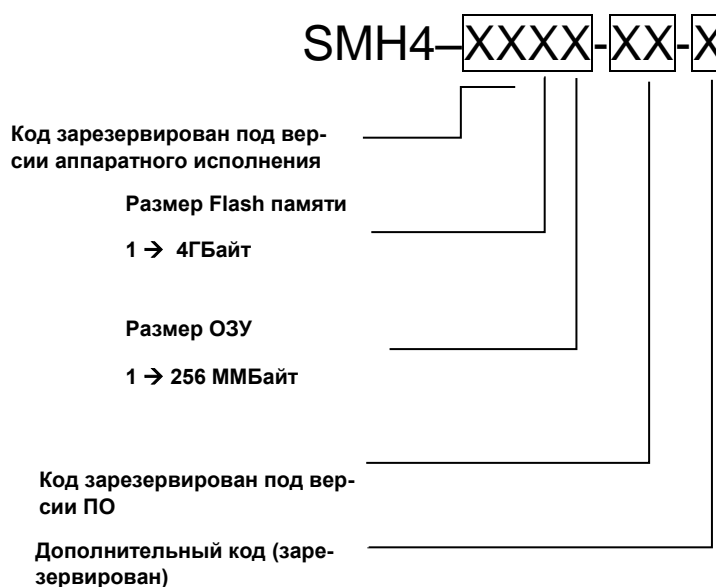 SMH4–XXXX-XX-X
Код зарезервирован под вер-
сии аппаратного исполнения
Размер Flash памяти
1 → 4ГБайт
Размер ОЗУ
1 → 256 ММБайт
Код зарезервирован под вер-
сии ПО
Дополнительный код (заре-
зервирован)